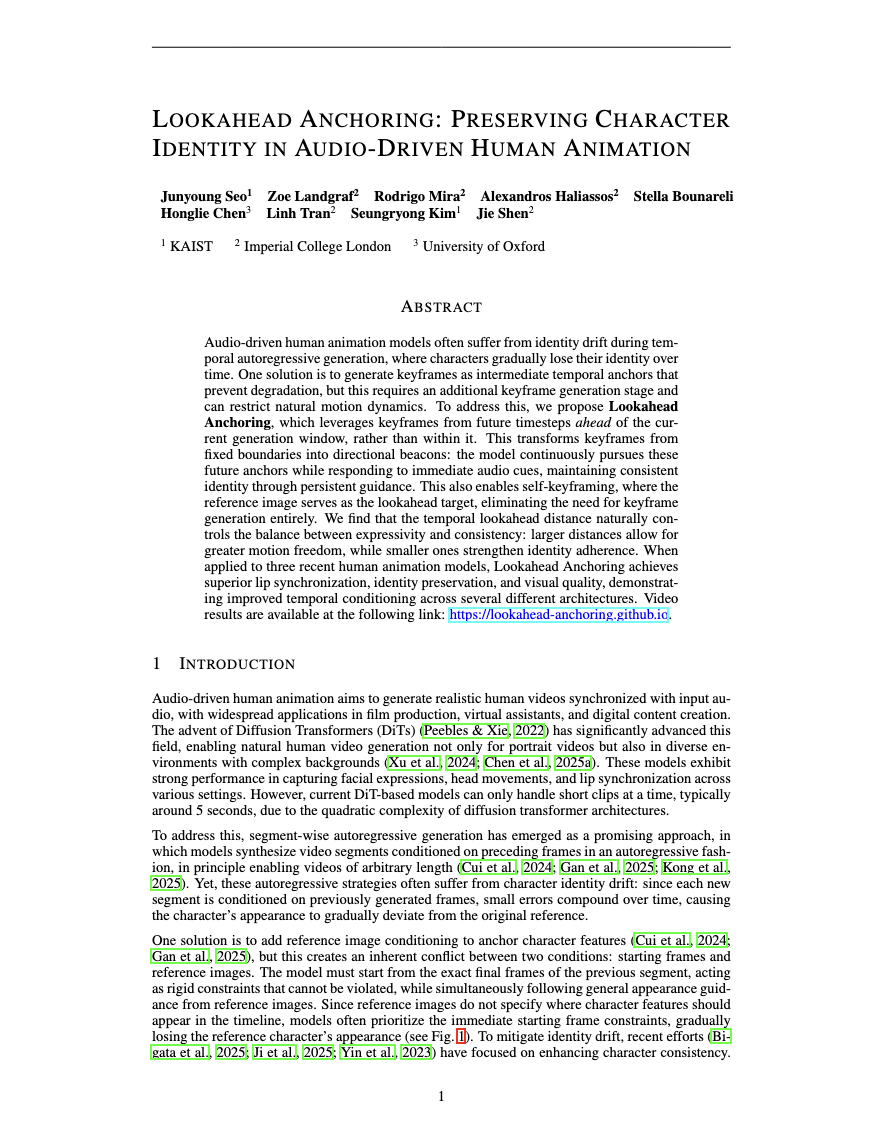 LOOKAHEAD ANCHORING: PRESERVING CHARACTER
IDENTITY IN AUDIO-DRIVEN HUMAN ANIMATION
Junyoung Seo¹ Zoe Landgraf² Rodrigo Mira² Alexandros Haliassos² Stella Bounareli
Honglie Chen³ Linh Tran² Seungryong Kim¹ Jie Shen²
¹ KAIST ² Imperial College London ³ University of Oxford
ABSTRACT
Audio-driven human animation models often suffer from identity drift during tem-
poral autoregressive generation, where characters gradually lose their identity over
time. One solution is to generate keyframes as intermediate temporal anchors that
prevent degradation, but this requires an additional keyframe generation stage and
can restrict natural motion dynamics. To address this, we propose Lookahead
Anchoring, which leverages keyframes from future timesteps ahead of the cur-
rent generation window, rather than within it. This transforms keyframes from
fixed boundaries into directional beacons: the model continuously pursues these
future anchors while responding to immediate audio cues, maintaining consistent
identity through persistent guidance. This also enables self-keyframing, where the
reference image serves as the lookahead target, eliminating the need for keyframe
generation entirely. We find that the temporal lookahead distance naturally con-
trols the balance between expressivity and consistency: larger distances allow for
greater motion freedom, while smaller ones strengthen identity adherence. When
applied to three recent human animation models, Lookahead Anchoring achieves
superior lip synchronization, identity preservation, and visual quality, demonstrat-
ing improved temporal conditioning across several different architectures. Video
results are available at the following link: https://lookahead-anchoring.github.io.
1 INTRODUCTION
Audio-driven human animation aims to generate realistic human videos synchronized with input au-
dio, with widespread applications in film production, virtual assistants, and digital content creation.
The advent of Diffusion Transformers (DiTs) (Peebles & Xie, 2022) has significantly advanced this
field, enabling natural human video generation not only for portrait videos but also in diverse en-
vironments with complex backgrounds (Xu et al., 2024; Chen et al., 2025a). These models exhibit
strong performance in capturing facial expressions, head movements, and lip synchronization across
various settings. However, current DiT-based models can only handle short clips at a time, typically
around 5 seconds, due to the quadratic complexity of diffusion transformer architectures.
To address this, segment-wise autoregressive generation has emerged as a promising approach, in
which models synthesize video segments conditioned on preceding frames in an autoregressive fash-
ion, in principle enabling videos of arbitrary length (Cui et al., 2024; Gan et al., 2025; Kong et al.,
2025). Yet, these autoregressive strategies often suffer from character identity drift: since each new
segment is conditioned on previously generated frames, small errors compound over time, causing
the character's appearance to gradually deviate from the original reference.
One solution is to add reference image conditioning to anchor character features (Cui et al., 2024;
Gan et al., 2025), but this creates an inherent conflict between two conditions: starting frames and
reference images. The model must start from the exact final frames of the previous segment, acting
as rigid constraints that cannot be violated, while simultaneously following general appearance guid-
ance from reference images. Since reference images do not specify where character features should
appear in the timeline, models often prioritize the immediate starting frame constraints, gradually
losing the reference character's appearance (see Fig. 1). To mitigate identity drift, recent efforts (Bi-
gata et al., 2025; Ji et al., 2025; Yin et al., 2023) have focused on enhancing character consistency.
1